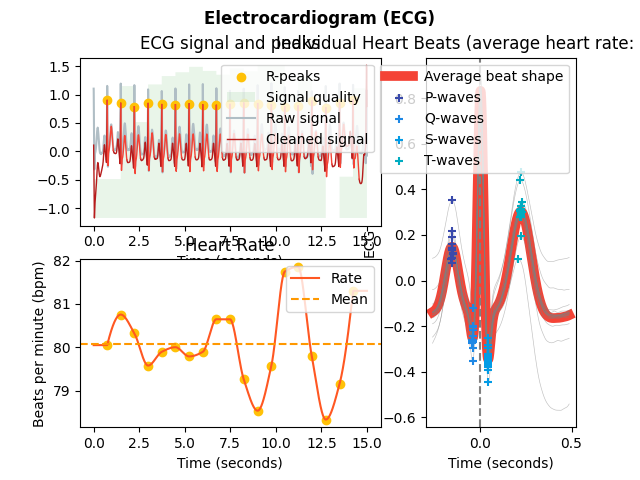 Electrocardiogram (ECG)
ECG signal and peaks
Individual Heart Beats (average heart rate:
1.5
1.0
0.5
0.0
−0.5
−1.0
R-peaks
Signal quality
Raw signal
Cleaned signal
0.0 2.5 5.0 7.5 10.0 12.5 15.0
Time (seconds)
Heart Rate
82
81
80
79
Beats per minute (bpm)
Rate
Mean
0.0 2.5 5.0 7.5 10.0 12.5 15.0
Time (seconds)
Average beat shape
P-waves
Q-waves
S-waves
T-waves
ECG
0.8
0.6
0.4
0.2
0.0
−0.2
−0.4
−0.6
0.0 0.5
Time (seconds)